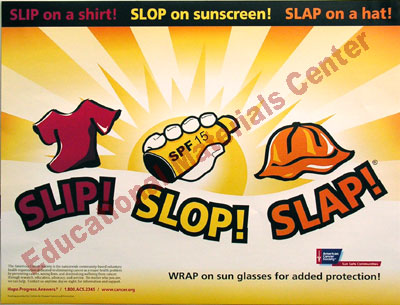 SLIP on a shirt! SLOP on sunscreen! SLAP on a hat!
Educational Materials Center
SPF 15
SLIP! SLOP! SLAP!®
American
Cancer
Society
Sun Safe Communities
Hope.Progress.Answers.® / 1.800.ACS.2345 / www.cancer.org
WRAP on sun glasses for added protection!